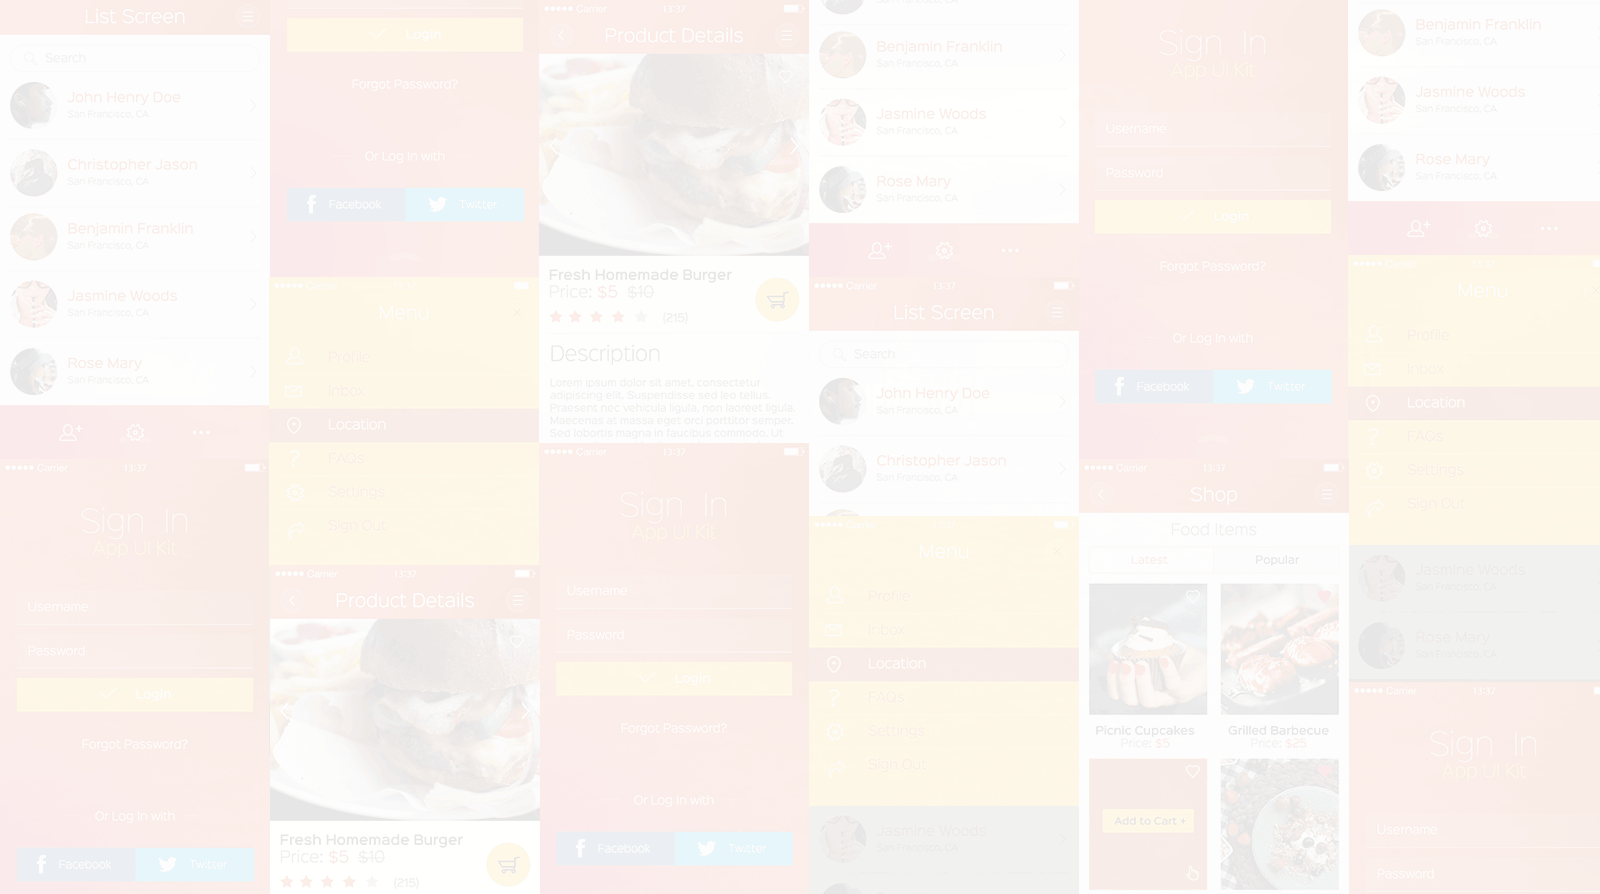 List Screen
Search
John Henry Doe
San Francisco, CA
Christopher Jason
San Francisco, CA
Benjamin Franklin
San Francisco, CA
Jasmine Woods
San Francisco, CA
Rose Mary
San Francisco, CA
Carrier 13:37
Sign In
App UI Kit
Username
Password
Login
Forgot Password?
Or Log In with
Facebook
Twitter
Login
Forgot Password?
Or Log In with
Facebook
Twitter
Carrier 13:37
Menu
Profile
Inbox
Location
FAQs
Settings
Sign Out
Carrier 13:37
Product Details
Fresh Homemade Burger
Price: $5 $10
(215)
Carrier 13:37
Product Details
Fresh Homemade Burger
Price: $5 $10
(215)
Description
Lorem ipsum dolor sit amet, consectetur
adipiscing elit. Suspendisse sed leo tellus.
Praesent nec vehicula ligula, non laoreet ligula.
Maecenas at massa eget orci portitor semper.
Sed lobortis magna in faucibus commodo. Ut
Carrier 13:37
Sign In
App UI Kit
Username
Password
Login
Forgot Password?
Or Log In with
Facebook
Twitter
San Francisco, CA
Benjamin Franklin
San Francisco, CA
Jasmine Woods
San Francisco, CA
Rose Mary
San Francisco, CA
Carrier 13:37
List Screen
Search
John Henry Doe
San Francisco, CA
Christopher Jason
San Francisco, CA
Carrier 13:37
Menu
Profile
Inbox
Location
FAQs
Settings
Sign Out
Jasmine Woods
San Francisco, CA
Sign In
App UI Kit
Username
Password
Login
Forgot Password?
Or Log In with
Facebook
Twitter
Carrier 13:37
Shop
Food Items
Latest
Popular
Picnic Cupcakes
Price: $5
Grilled Barbecue
Price: $25
Add to Cart +
Benjamin Franklin
San Francisco, CA
Jasmine Woods
San Francisco, CA
Rose Mary
San Francisco, CA
Carrier
Menu
Profile
Inbox
Location
FAQs
Settings
Sign Out
Jasmine Woods
San Francisco, CA
Rose Mary
San Francisco, CA
Carrier 13:37
Sign In
App UI Kit
Username
Password